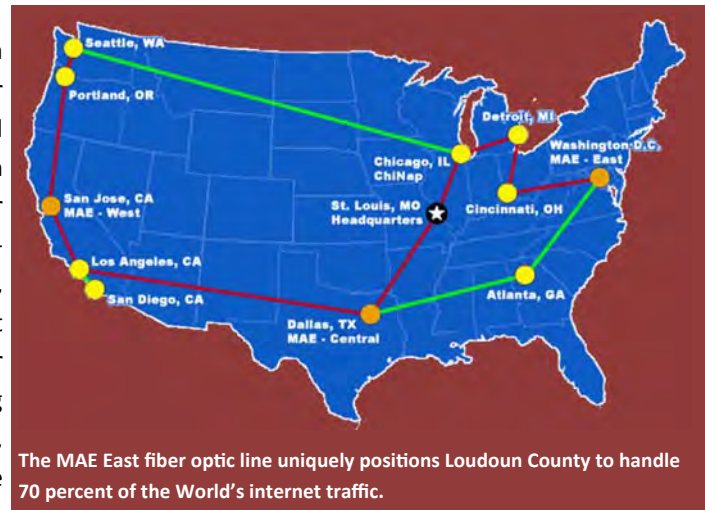 Seattle, WA
Portland, OR
Detroit, MI
Washington D.C.
MAE - East
Chicago, IL
ChiNap
San Jose, CA
MAE - West
St. Louis, MO
Headquarters
Cincinnati, OH
Los Angeles, CA
San Diego, CA
Atlanta, GA
Dallas, TX
MAE - Central
The MAE East fiber optic line uniquely positions Loudoun County to handle
70 percent of the World's internet traffic.